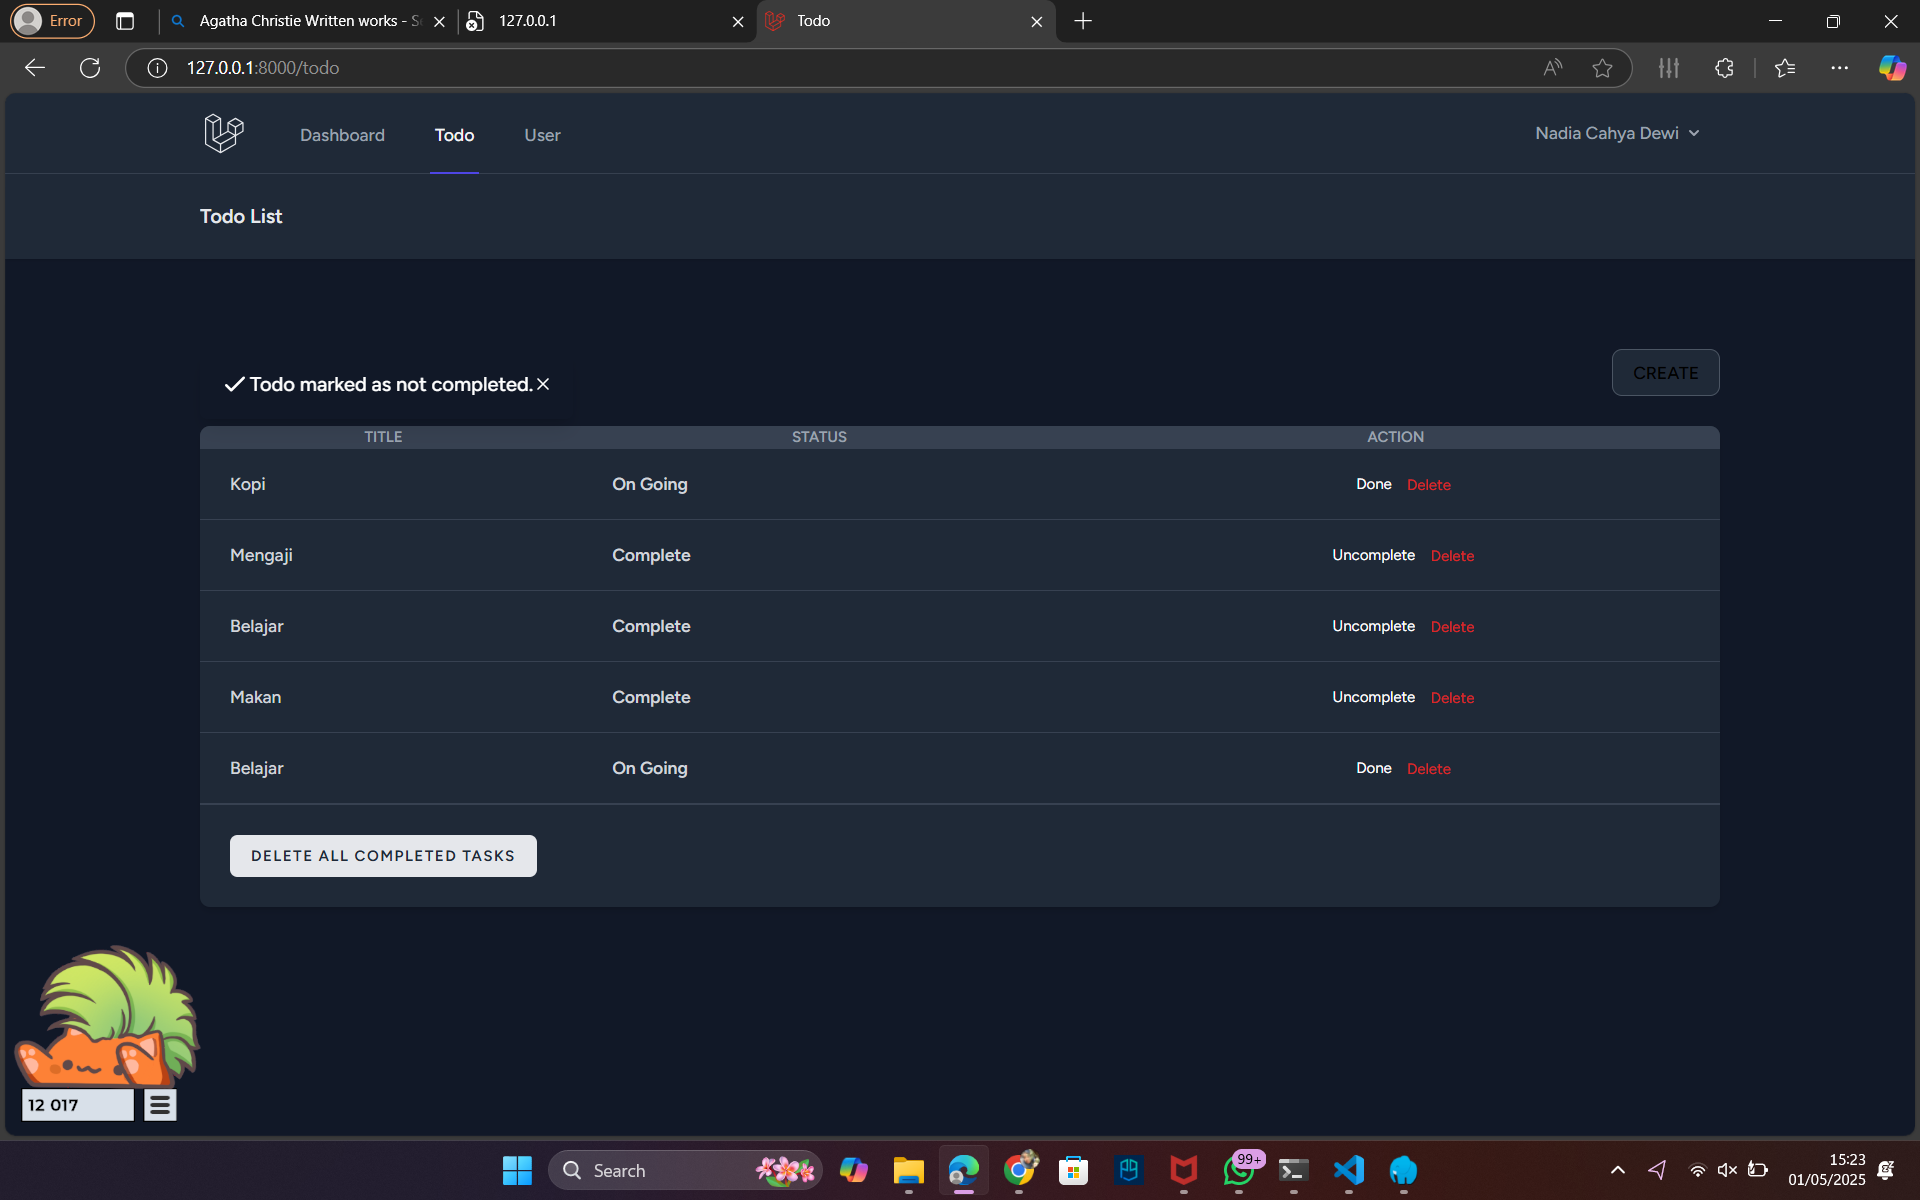 Error
Agatha Christie Written works - Se
127.0.0.1
Todo
127.0.0.1:8000/todo
Dashboard
Todo
User
Nadia Cahya Dewi
Todo List
Todo marked as not completed.
CREATE
TITLE STATUS ACTION
Kopi On Going Done Delete
Mengaji Complete Uncomplete Delete
Belajar Complete Uncomplete Delete
Makan Complete Uncomplete Delete
Belajar On Going Done Delete
DELETE ALL COMPLETED TASKS
12 017
Search
99+
15:23
01/05/2025